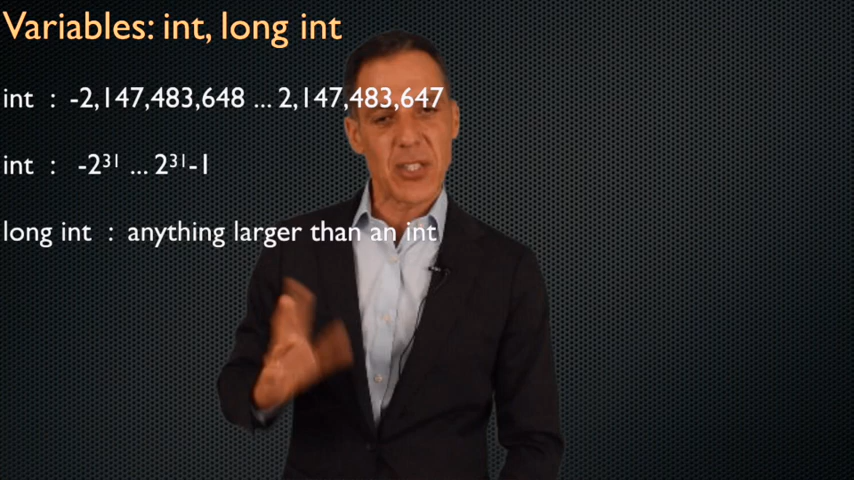 Variables: int, long int
int : -2,147,483,648 ... 2,147,483,647
int : -2³¹ ... 2³¹-1
long int : anything larger than an int